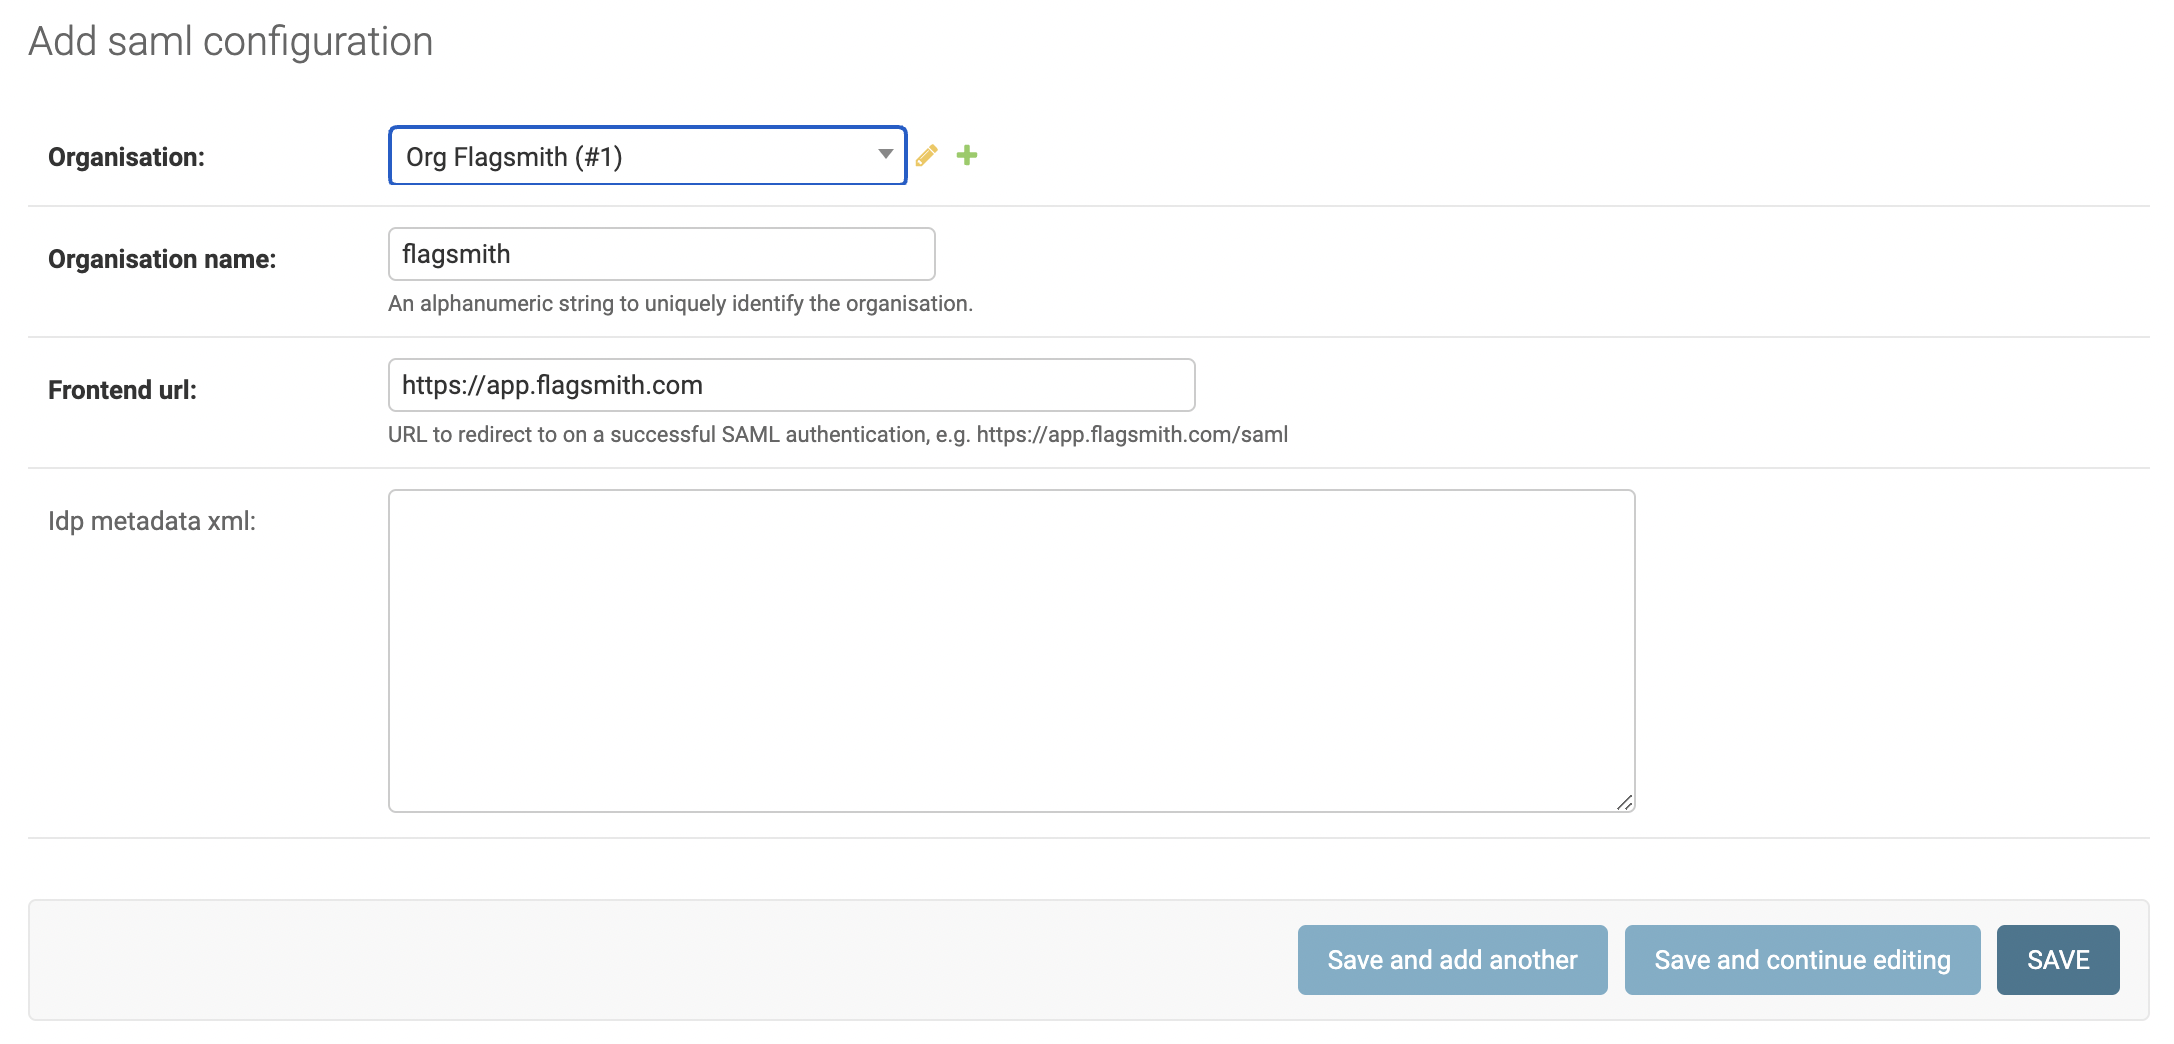 Add saml configuration
Organisation:
Org Flagsmith (#1)
Organisation name:
flagsmith
An alphanumeric string to uniquely identify the organisation.
Frontend url:
https://app.flagsmith.com
URL to redirect to on a successful SAML authentication, e.g. https://app.flagsmith.com/saml
Idp metadata xml:
Save and add another
Save and continue editing
SAVE